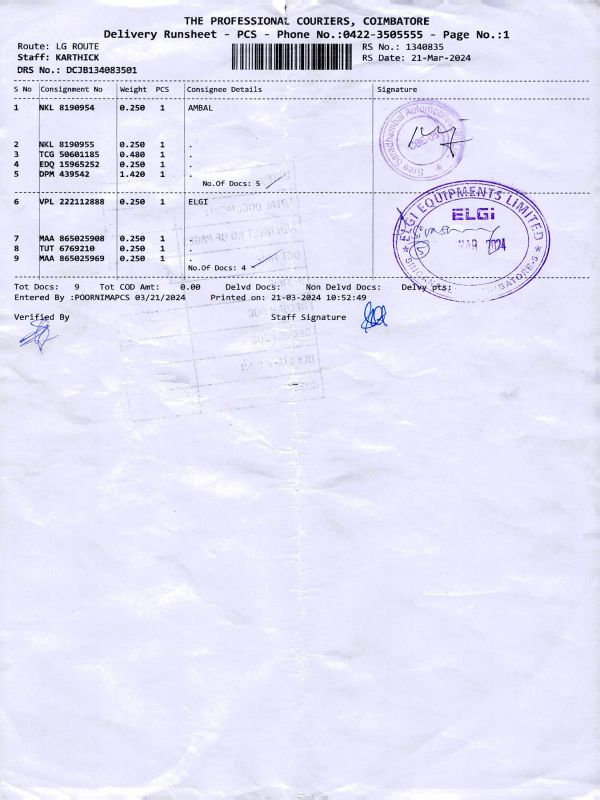 THE PROFESSIONAL COURIERS, COIMBATORE
Delivery Runsheet - PCS - Phone No.:0422-3505555 - Page No.:1
Route: LG ROUTE RS No.: 1340835
Staff: KARTHICK RS Date: 21-Mar-2024
DRS No.: DCJB134083501
S No Consignment No Weight PCS Consignee Details Signature
1 NKL 8190954 0.250 1 AMBAL
2 NKL 8190955 0.250 1 .
3 TCG 50601185 0.480 1 .
4 EDQ 15965252 0.250 1 .
5 DPM 439542 1.420 1 .
No.Of Docs: 5
6 VPL 222112888 0.250 1 ELGI
ELGI EQUIPMENTS LIMITED
ELGI
MAR 2024
7 MAA 865025908 0.250 1 .
8 TUT 6769210 0.250 1 .
9 MAA 865025969 0.250 1 .
No.Of Docs: 4
Tot Docs: 9 Tot COD Amt: 0.00 Delvd Docs: Non Delvd Docs: Delvy pts:
Entered By :POORNIMAPCS 03/21/2024 Printed on: 21-03-2024 10:52:49
Verified By Staff Signature